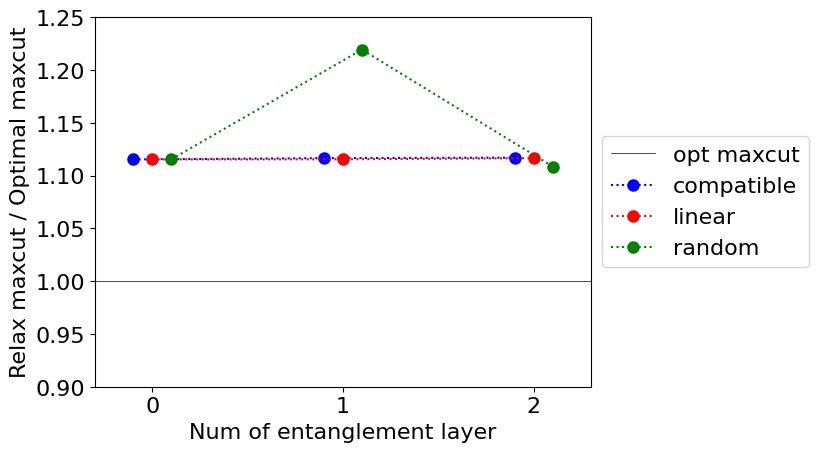 Relax maxcut / Optimal maxcut
1.25
1.20
1.15
1.10
1.05
1.00
0.95
0.90
0
1
2
Num of entanglement layer
opt maxcut
compatible
linear
random